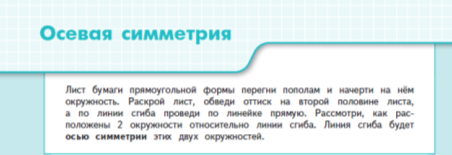 Осевая симметрия
Лист бумаги прямоугольной формы перегни пополам и начерти на нём
окружность. Раскрой лист, обведи оттиск на второй половине листа,
а по линии сгиба проведи по линейке прямую. Рассмотри, как рас-
положены 2 окружности относительно линии сгиба. Линия сгиба будет
осью симметрии этих двух окружностей.